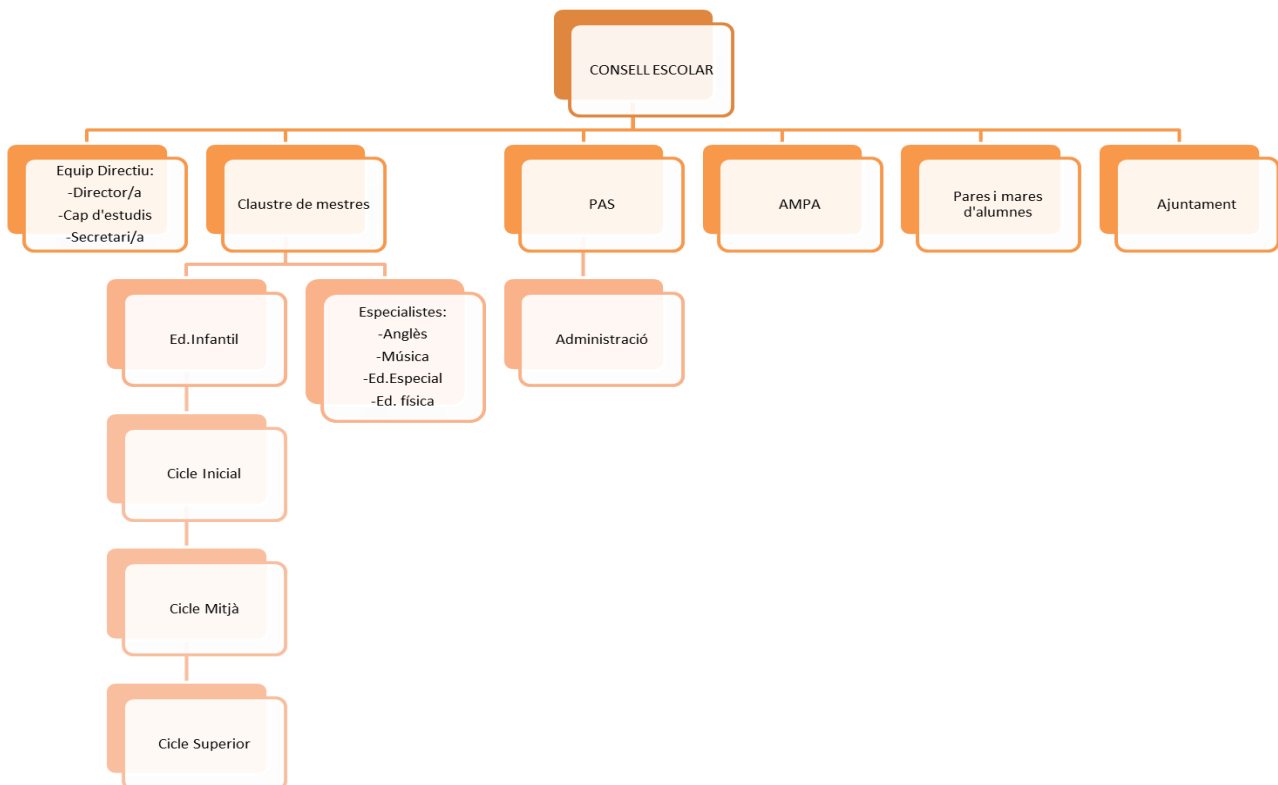 CONSELL ESCOLAR
Equip Directiu:
-Director/a
-Cap d'estudis
-Secretari/a
Claustre de mestres
PAS
AMPA
Pares i mares
d'alumnes
Ajuntament
Ed.Infantil
Especialistes:
-Anglès
-Música
-Ed.Especial
-Ed. física
Administració
Cicle Inicial
Cicle Mitjà
Cicle Superior